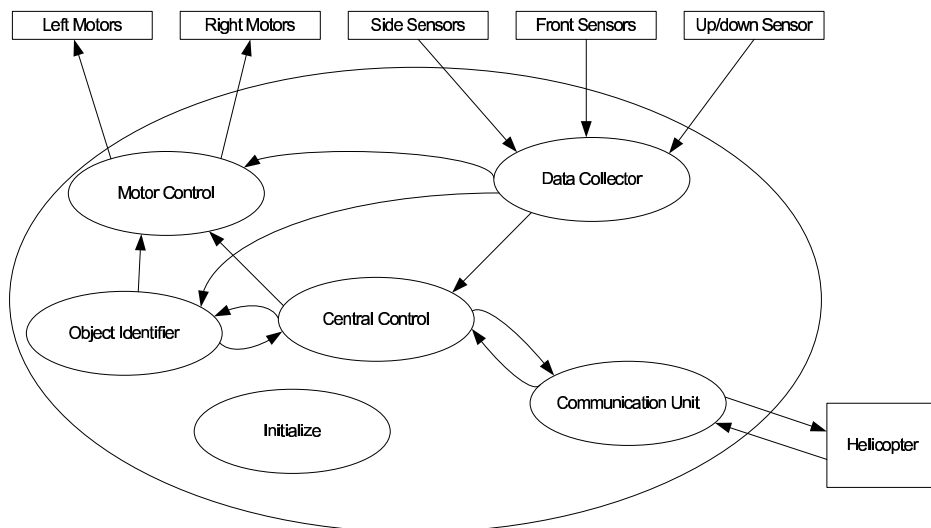 Left Motors
Right Motors
Side Sensors
Front Sensors
Up/down Sensor
Motor Control
Data Collector
Object Identifier
Central Control
Communication Unit
Initialize
Helicopter